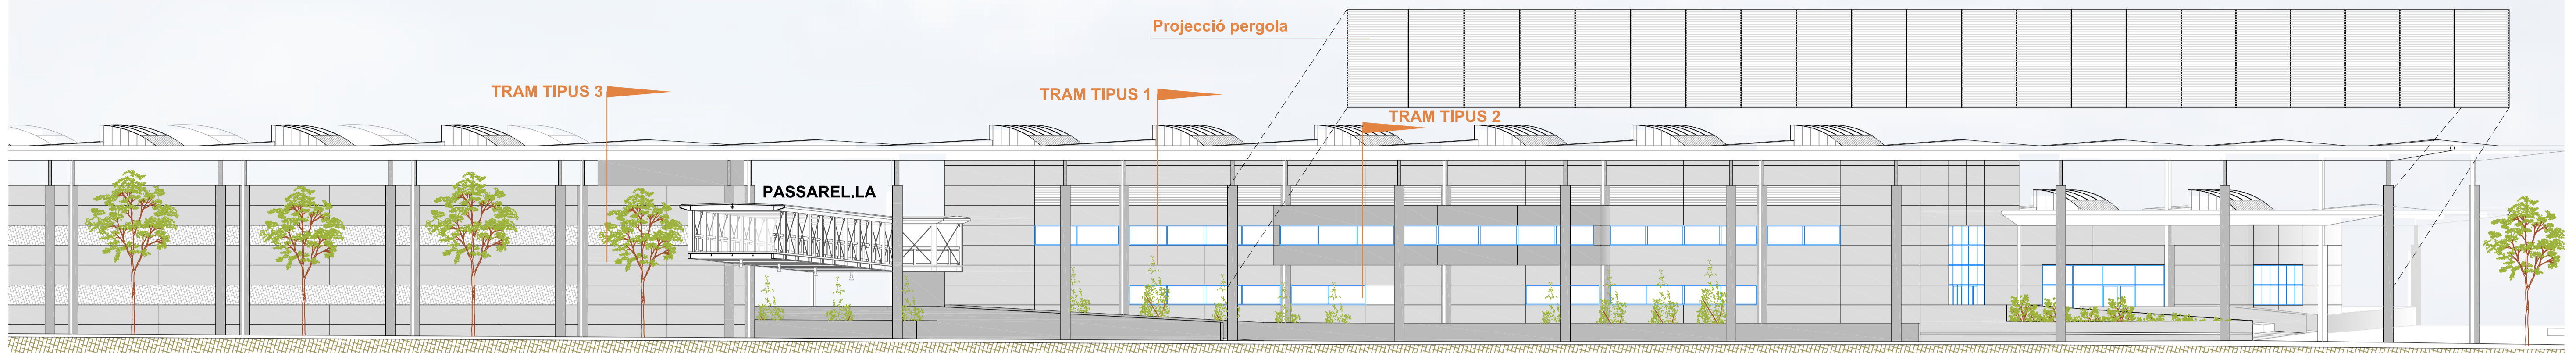 Projecció pergola
TRAM TIPUS 3
TRAM TIPUS 1
TRAM TIPUS 2
PASSAREL.LA